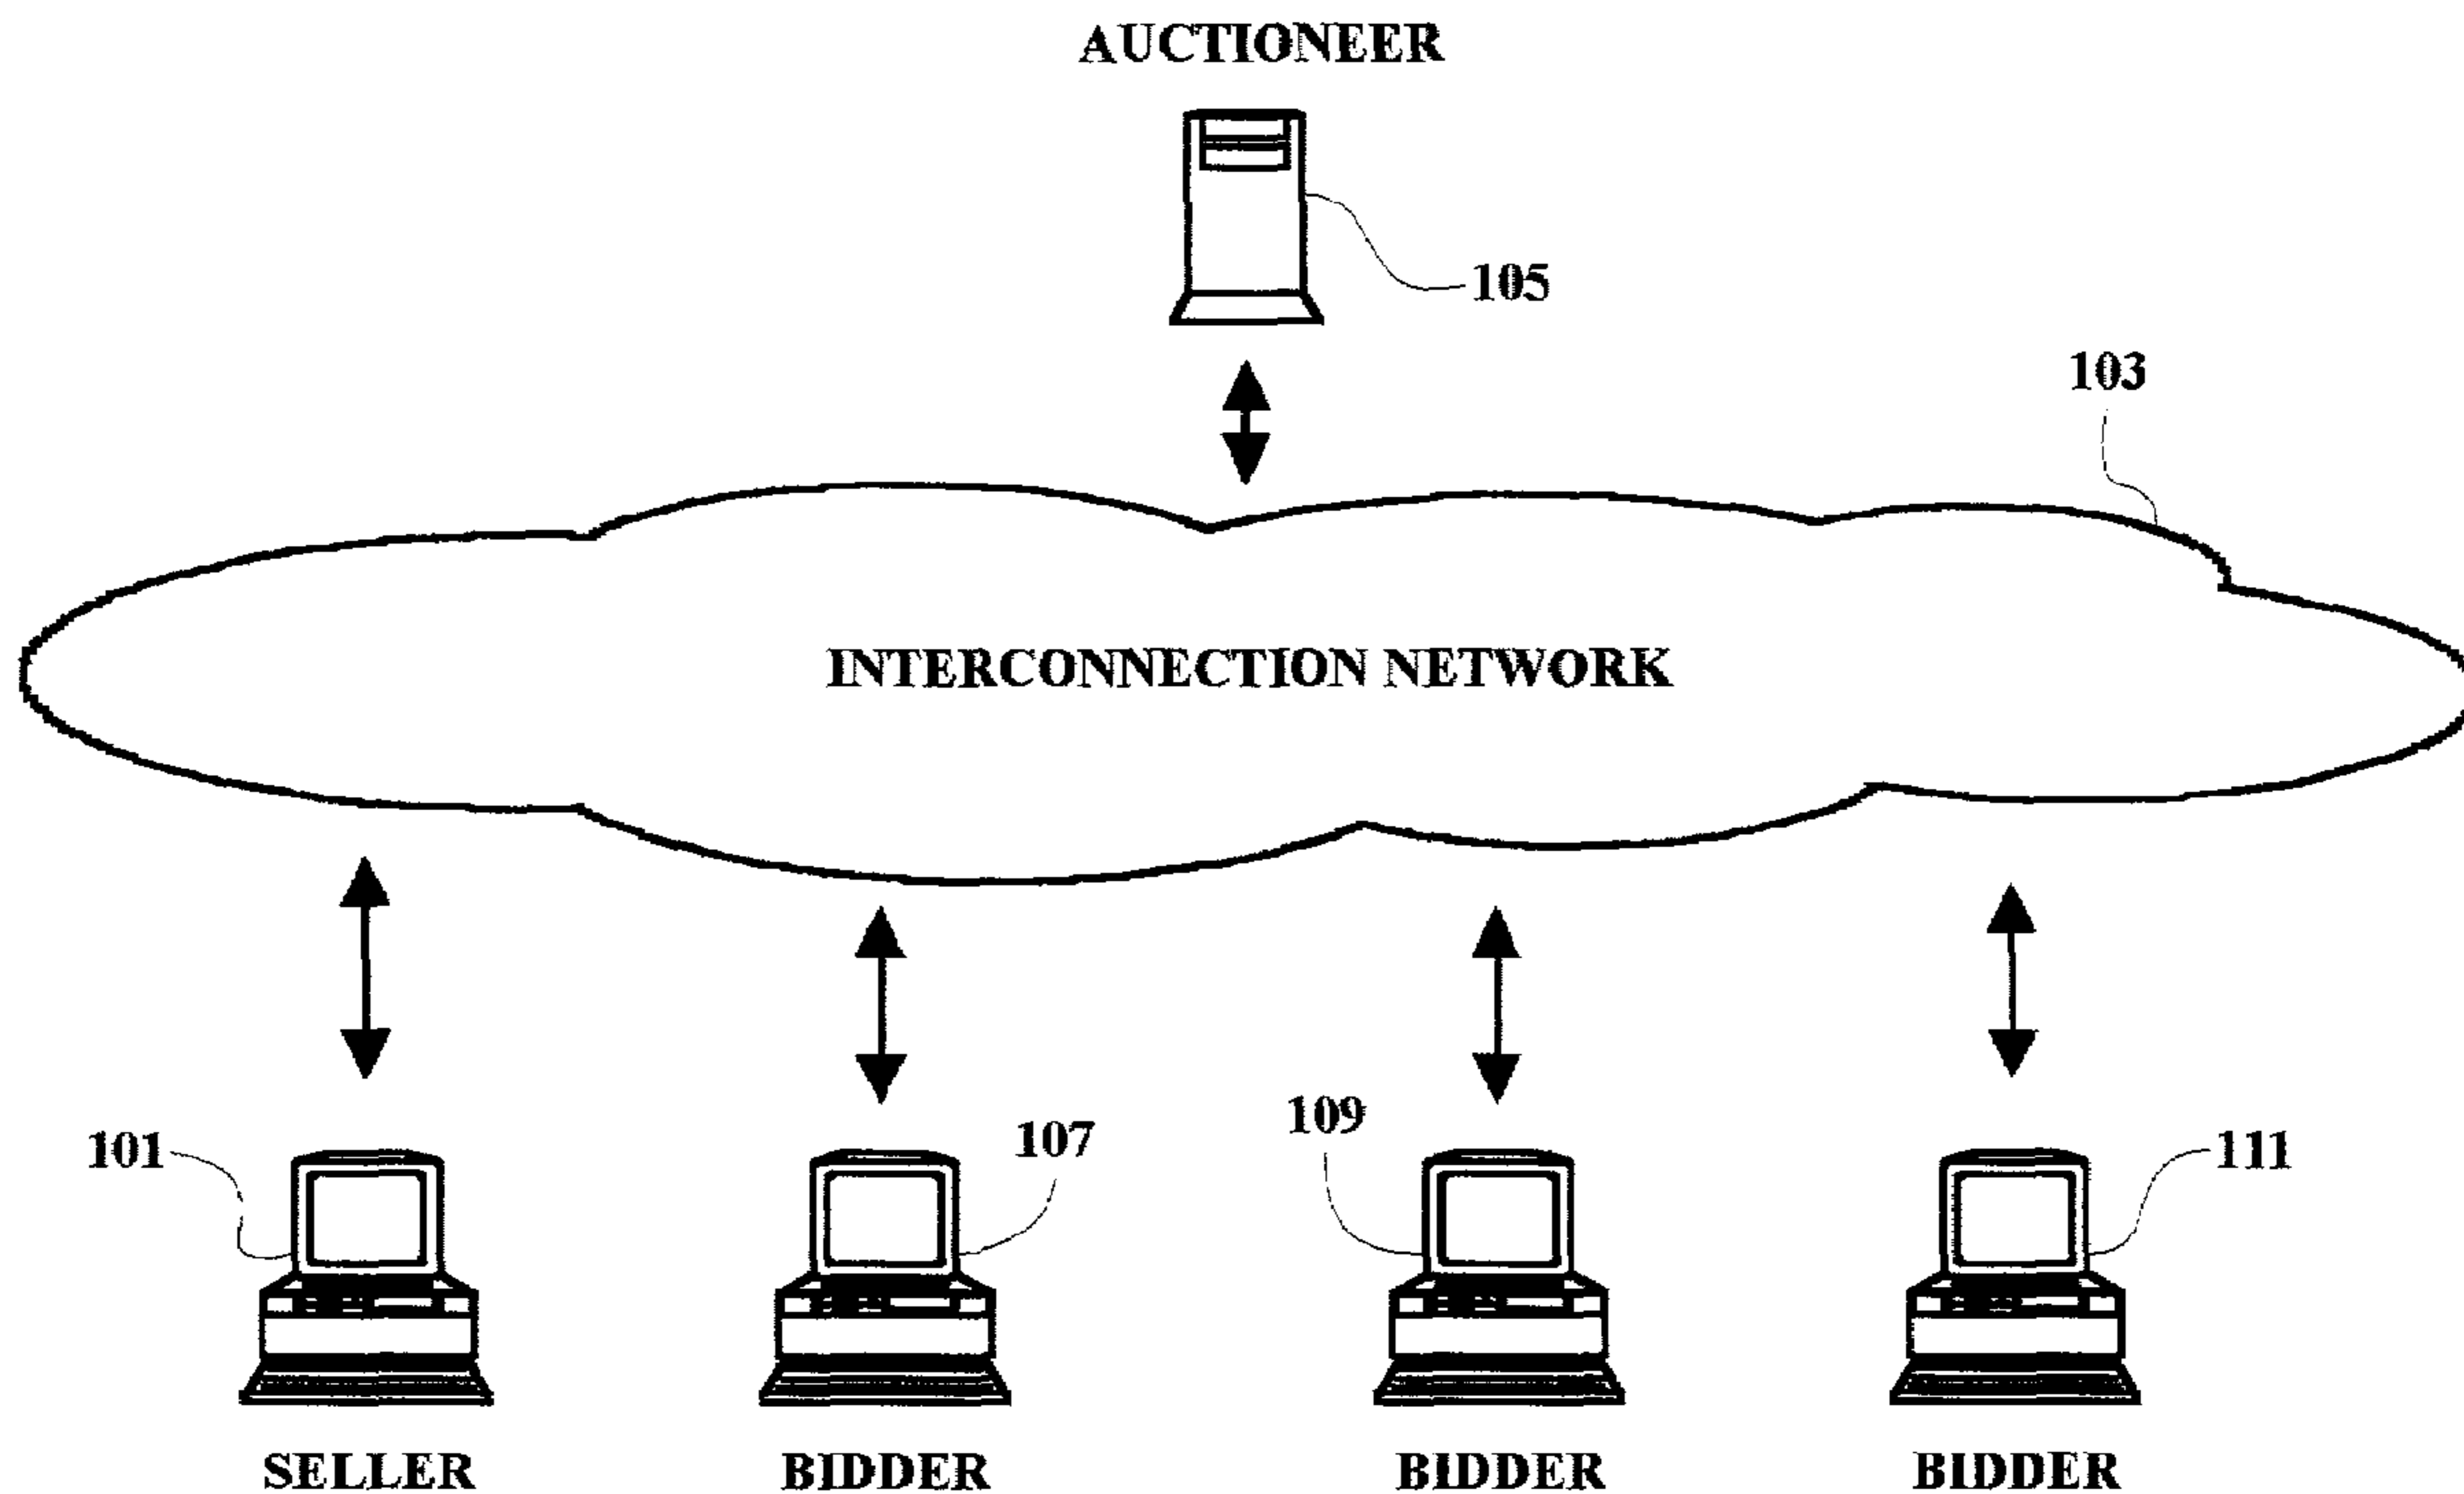 AUCTIONEER
105
103
INTERCONNECTION NETWORK
101
107
109
111
SELLER
BIDDER
BIDDER
BIDDER